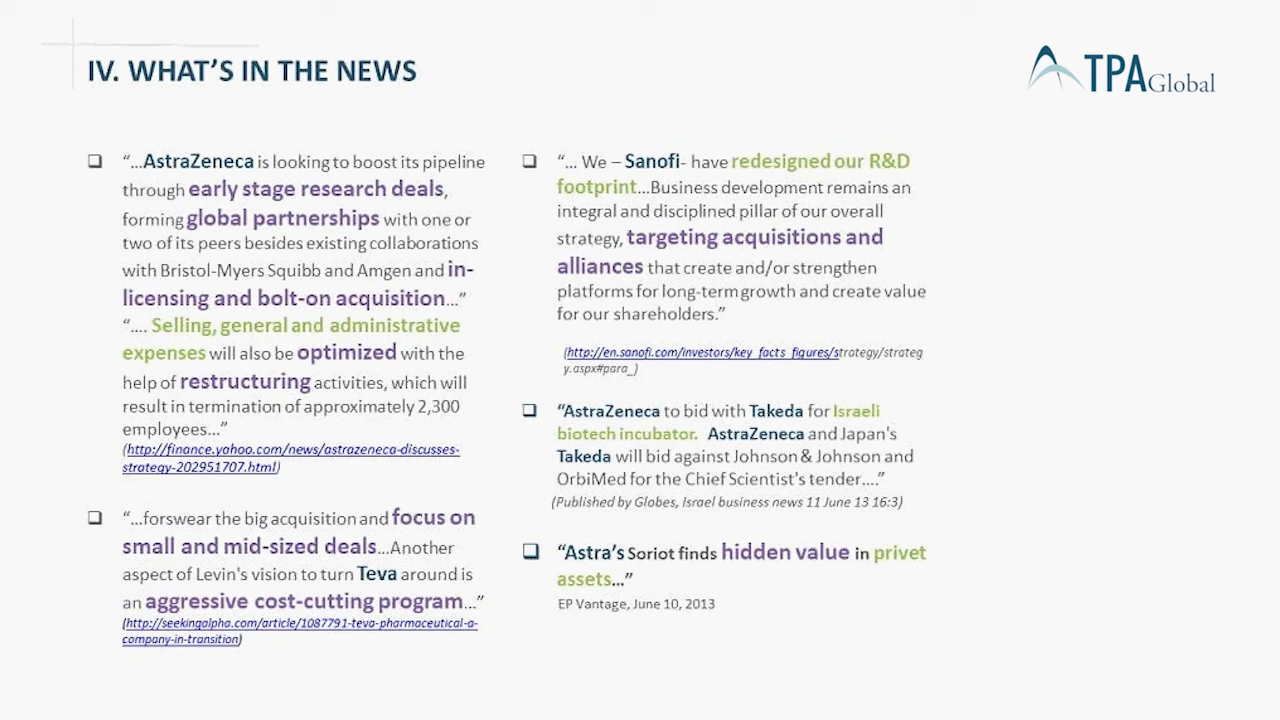 IV. WHAT'S IN THE NEWS
TPA Global
❑ "…AstraZeneca is looking to boost its pipeline
through early stage research deals,
forming global partnerships with one or
two of its peers besides existing collaborations
with Bristol-Myers Squibb and Amgen and in-
licensing and bolt-on acquisition…"
"…. Selling, general and administrative
expenses will also be optimized with the
help of restructuring activities, which will
result in termination of approximately 2,300
employees…"
(http://finance.yahoo.com/news/astrazeneca-discusses-
strategy-202951707.html)
❑ "…forswear the big acquisition and focus on
small and mid-sized deals…Another
aspect of Levin's vision to turn Teva around is
an aggressive cost-cutting program…"
(http://seekingalpha.com/article/1087791-teva-pharmaceutical-a-
company-in-transition)
❑ "… We – Sanofi- have redesigned our R&D
footprint…Business development remains an
integral and disciplined pillar of our overall
strategy, targeting acquisitions and
alliances that create and/or strengthen
platforms for long-term growth and create value
for our shareholders."
(http://en.sanofi.com/investors/key_facts_figures/strategy/strateg
y.aspx#para_)
❑ "AstraZeneca to bid with Takeda for Israeli
biotech incubator. AstraZeneca and Japan's
Takeda will bid against Johnson & Johnson and
OrbiMed for the Chief Scientist's tender…."
(Published by Globes, Israel business news 11 June 13 16:3)
❑ "Astra's Soriot finds hidden value in privet
assets…"
EP Vantage, June 10, 2013